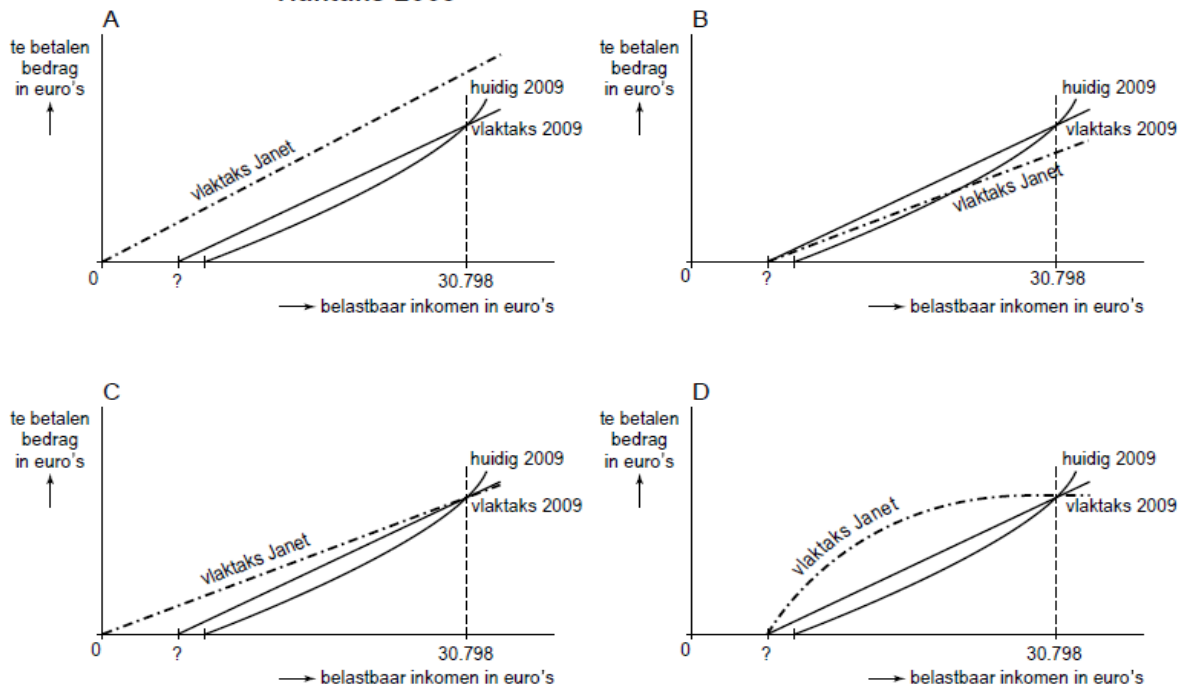 A
te betalen
bedrag
in euro's
vlaktaks Janet
huidig 2009
vlaktaks 2009
0
?
30.798
belastbaar inkomen in euro's
B
te betalen
bedrag
in euro's
huidig 2009
vlaktaks 2009
vlaktaks Janet
0
?
30.798
belastbaar inkomen in euro's
C
te betalen
bedrag
in euro's
vlaktaks Janet
huidig 2009
vlaktaks 2009
0
?
30.798
belastbaar inkomen in euro's
D
te betalen
bedrag
in euro's
vlaktaks Janet
huidig 2009
vlaktaks 2009
0
?
30.798
belastbaar inkomen in euro's